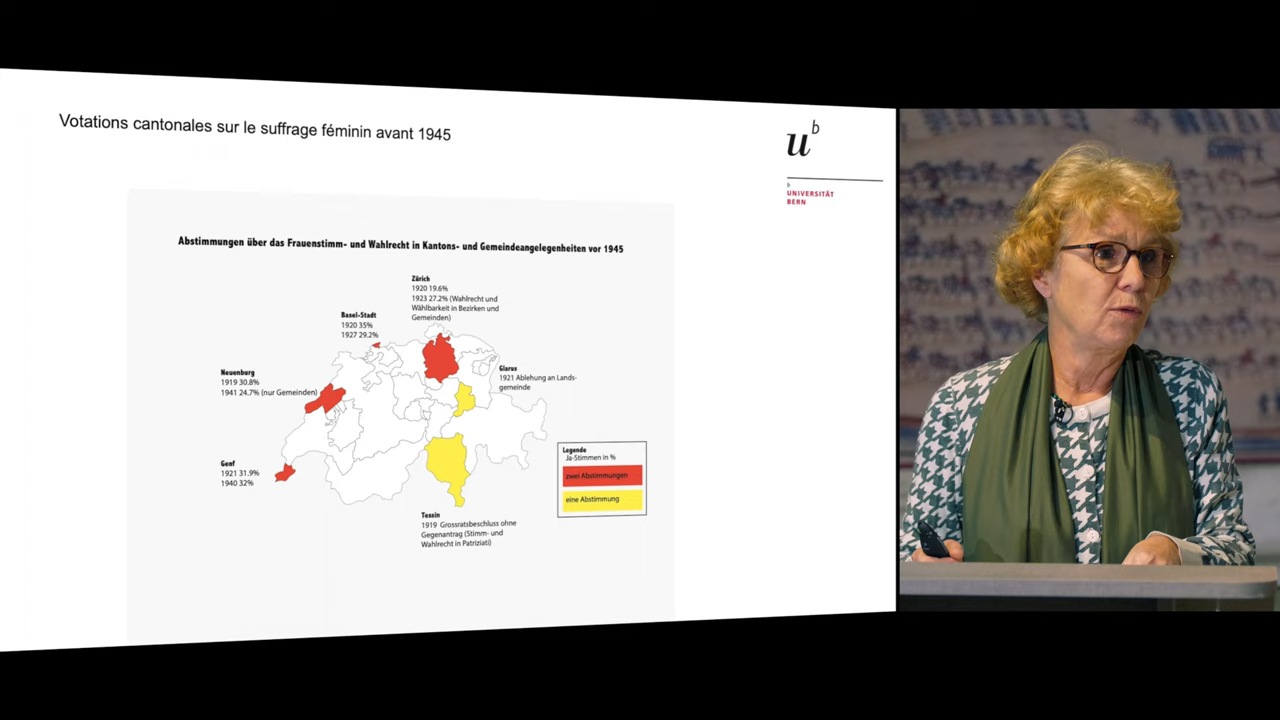 Votations cantonales sur le suffrage féminin avant 1945
u b
b
UNIVERSITÄT
BERN
Abstimmungen über das Frauenstimm- und Wahlrecht in Kantons- und Gemeindeangelegenheiten vor 1945
Zürich
1920 19.6%
1923 27.2% (Wahlrecht und
Wählbarkeit in Bezirken und
Gemeinden)
Basel-Stadt
1920 35%
1927 29.2%
Glarus
1921 Ablehung an Lands-
gemeinde
Neuenburg
1919 30.8%
1941 24.7% (nur Gemeinden)
Genf
1921 31.9%
1940 32%
Legende
Ja-Stimmen in %
zwei Abstimmungen
eine Abstimmung
Tessin
1919 Grossratsbeschluss ohne
Gegenantrag (Stimm- und
Wahlrecht in Patriziati)